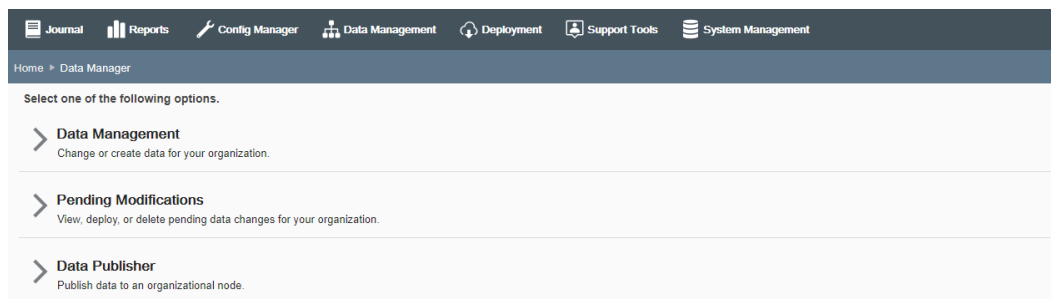 Journal Reports Config Manager Data Management Deployment Support Tools System Management
Home Data Manager
Select one of the following options.
Data Management
Change or create data for your organization.
Pending Modifications
View, deploy, or delete pending data changes for your organization.
Data Publisher
Publish data to an organizational node.